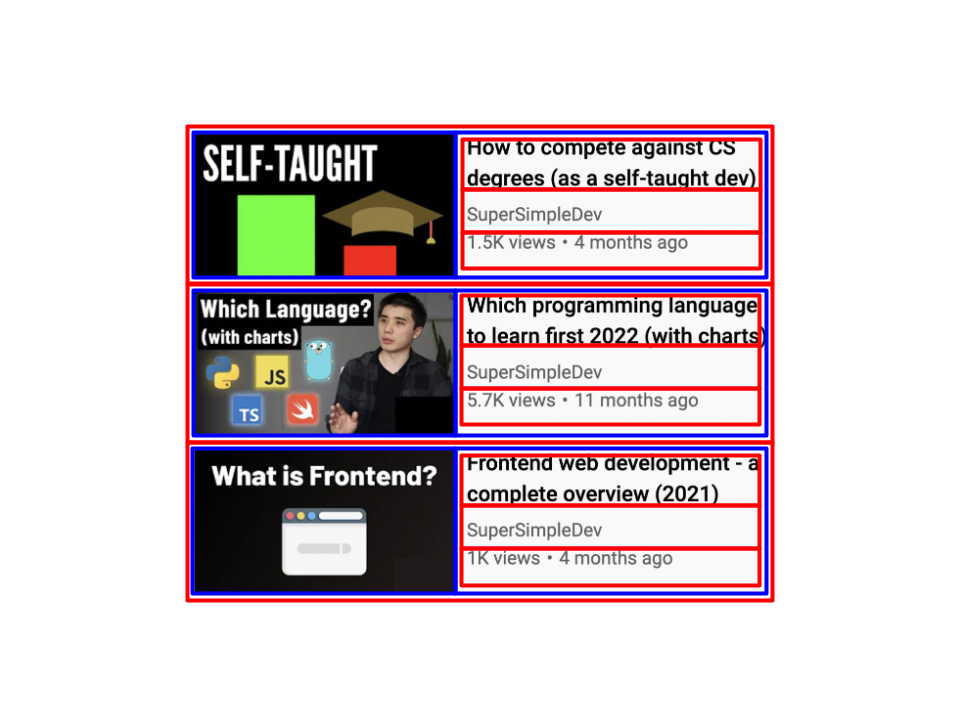 SELF-TAUGHT
How to compete against CS
degrees (as a self-taught dev)
SuperSimpleDev
1.5K views • 4 months ago
Which Language?
(with charts)
JS
TS
Which programming language
to learn first 2022 (with charts)
SuperSimpleDev
5.7K views • 11 months ago
What is Frontend?
Frontend web development - a
complete overview (2021)
SuperSimpleDev
1K views • 4 months ago